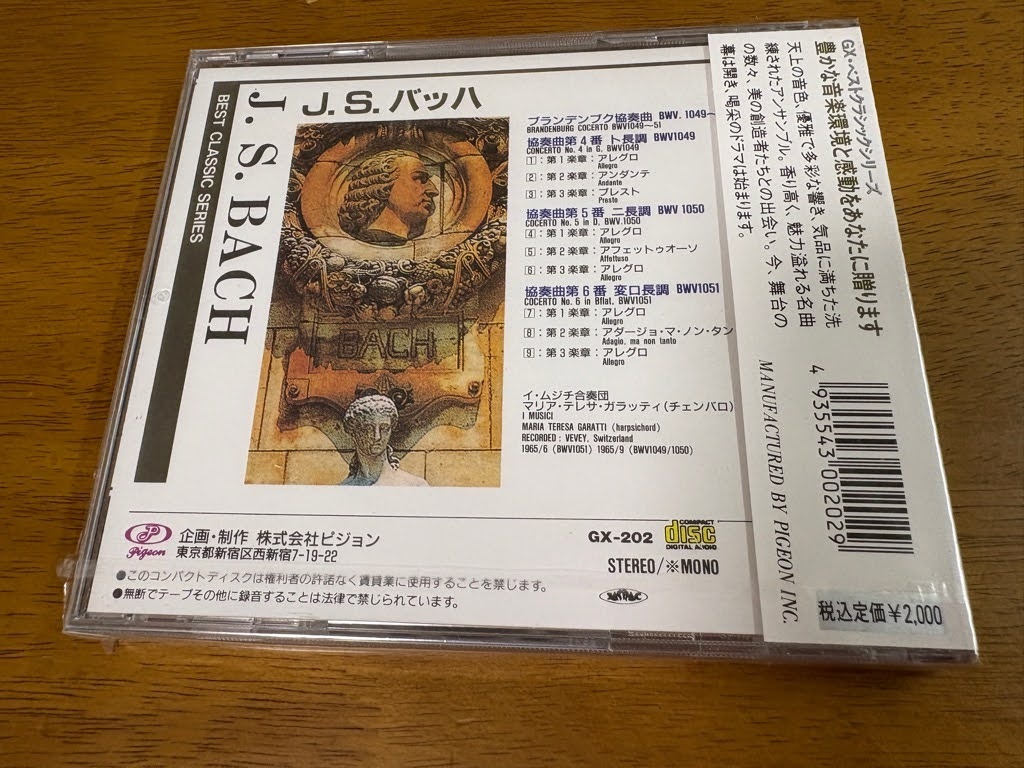 J. S. バッハ
J. S. BACH
BEST CLASSIC SERIES
BACH
ブランデンブク協奏曲 BWV. 1049〜
BRANDENBURG COCERTO BWV1049〜51
協奏曲第4番 ト長調 BWV1049
CONCERTO No. 4 in G. BWV1049
1:第1楽章:アレグロ
Allegro
2:第2楽章:アンダンテ
Andante
3:第3楽章:プレスト
Presto
協奏曲第5番 ニ長調 BWV 1050
COCERTO No. 5 in D. BWV.1050
4:第1楽章:アレグロ
Allegro
5:第2楽章:アフェットゥオーソ
Affettuso
6:第3楽章:アレグロ
Allegro
協奏曲第6番 変口長調 BWV1051
COCERTO No. 6 in Bflat. BWV1051
7:第1楽章:アレグロ
Allegro
8:第2楽章:アダージョ・マ・ノン・タン
Adagio, ma non tanto
9:第3楽章:アレグロ
Allegro
イ・ムジチ合奏団
マリア・テレサ・ガラッティ(チェンバロ)
I MUSICI
MARIA TERESA GARATTI (harpsichord)
RECORDED : VEVEY. Switzerland
1965/6 (BWV1051) 1965/9 (BWV1049/1050)
Pigeon
企画・制作 株式会社ピジョン
東京都新宿区西新宿7-19-22
GX-202
COMPACT
disc
DIGITAL AUDIO
STEREO/※MONO
●このコンパクトディスクは権利者の許諾なく賃貸業に使用することを禁じます。
●無断でテープその他に録音することは法律で禁じられています。
GX・ベストクラシックシリーズ
豊かな音楽環境と感動をあなたに贈ります
天上の音色、優雅で多彩な響き、気品に満ちた洗
練されたアンサンブル。香り高く、魅力溢れる名曲
の数々、美の創造者たちとの出会い。今、舞台の
幕は開き、喝采のドラマは始まります。
4 935543 002029
MANUFACTURED BY PIGEON INC.
税込定価¥2,000